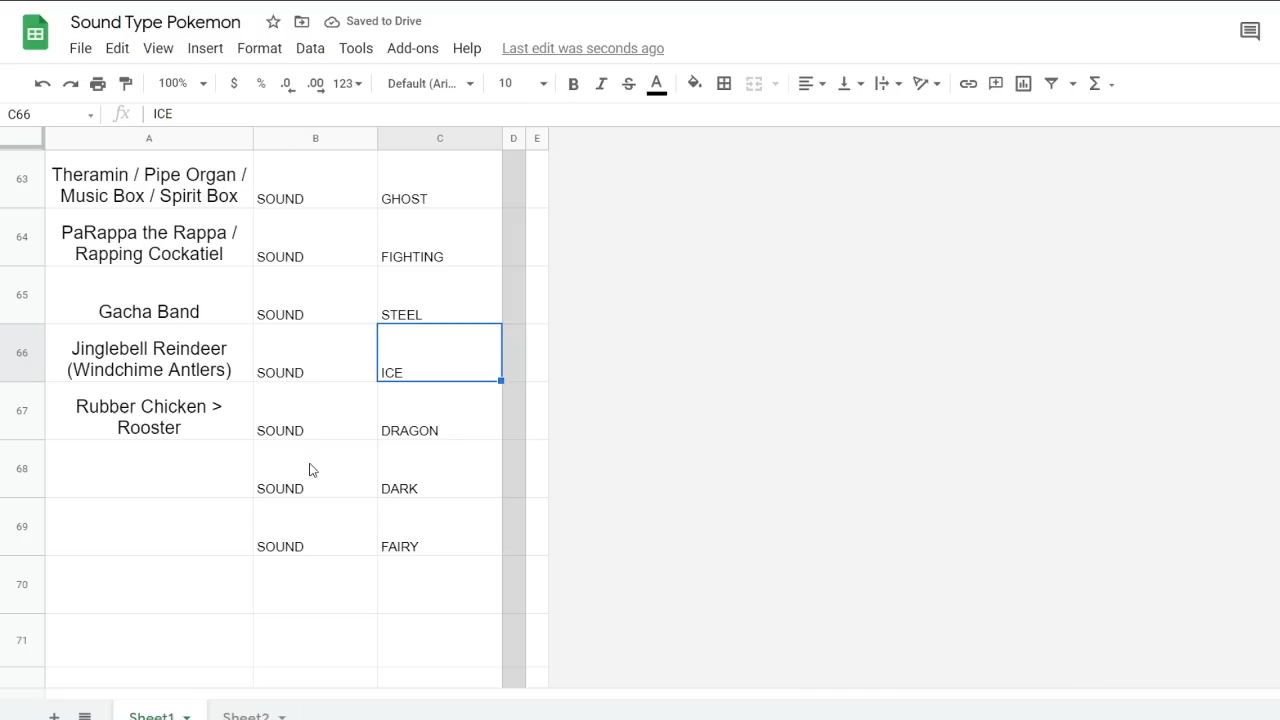 Sound Type Pokemon
Saved to Drive
File Edit View Insert Format Data Tools Add-ons Help Last edit was seconds ago
100% $ % .0 .00 123 Default (Ari... 10 B I S A Σ
C66 fx ICE
A B C D E
63 Theramin / Pipe Organ /
Music Box / Spirit Box SOUND GHOST
64 PaRappa the Rappa /
Rapping Cockatiel SOUND FIGHTING
65 Gacha Band SOUND STEEL
66 Jinglebell Reindeer
(Windchime Antlers) SOUND ICE
67 Rubber Chicken >
Rooster SOUND DRAGON
68 SOUND DARK
69 SOUND FAIRY
70
71
+ Sheet1 Sheet2